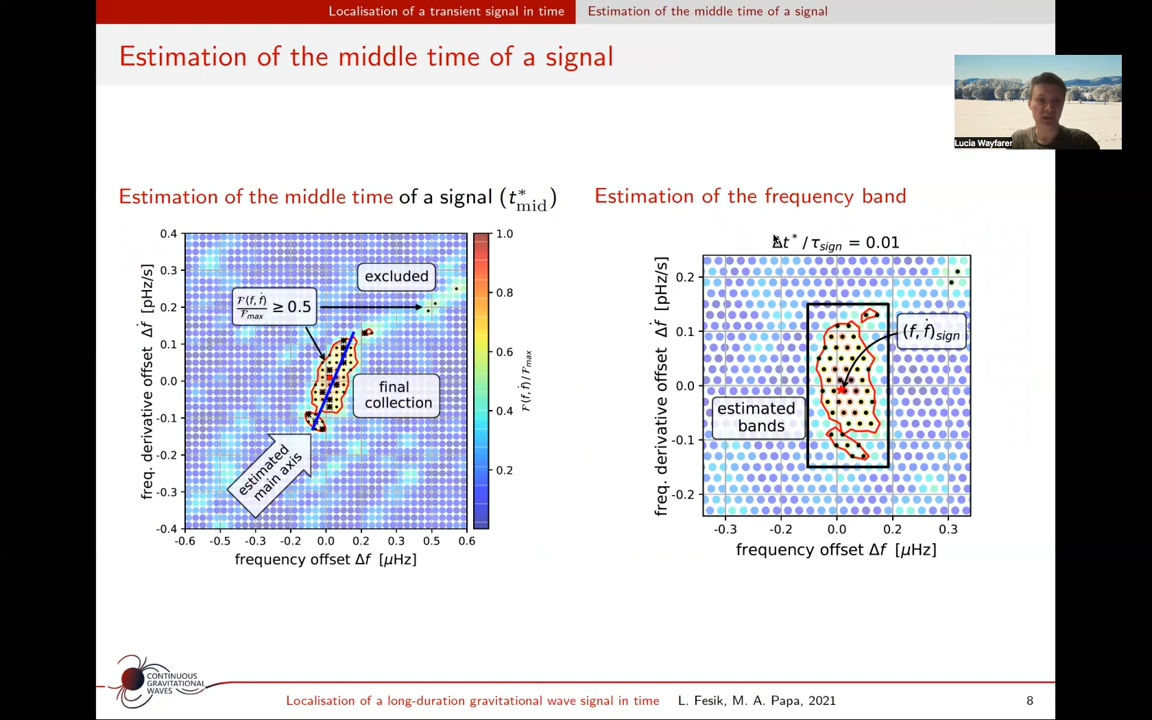 Localisation of a transient signal in time
Estimation of the middle time of a signal
Estimation of the middle time of a signal
Lucia Wayfarer
Estimation of the middle time of a signal (t*mid)
0.4
0.3
0.2
0.1
0.0
-0.1
-0.2
-0.3
-0.4
freq. derivative offset Δḟ [pHz/s]
excluded
F(f,ḟ)/Fmax ≥ 0.5
final
collection
estimated
main axis
-0.6 -0.5 -0.3 -0.2 0.0 0.2 0.3 0.5 0.6
frequency offset Δf [μHz]
1.0
0.8
0.6
0.4
0.2
F(f,ḟ)/Fmax
Estimation of the frequency band
Δt*/τsign = 0.01
0.2
0.1
0.0
-0.1
-0.2
freq. derivative offset Δḟ [pHz/s]
(f,ḟ)sign
estimated
bands
-0.3 -0.2 0.0 0.2 0.3
frequency offset Δf [μHz]
CONTINUOUS
GRAVITATIONAL
WAVES
Localisation of a long-duration gravitational wave signal in time L. Fesik, M. A. Papa, 2021 8